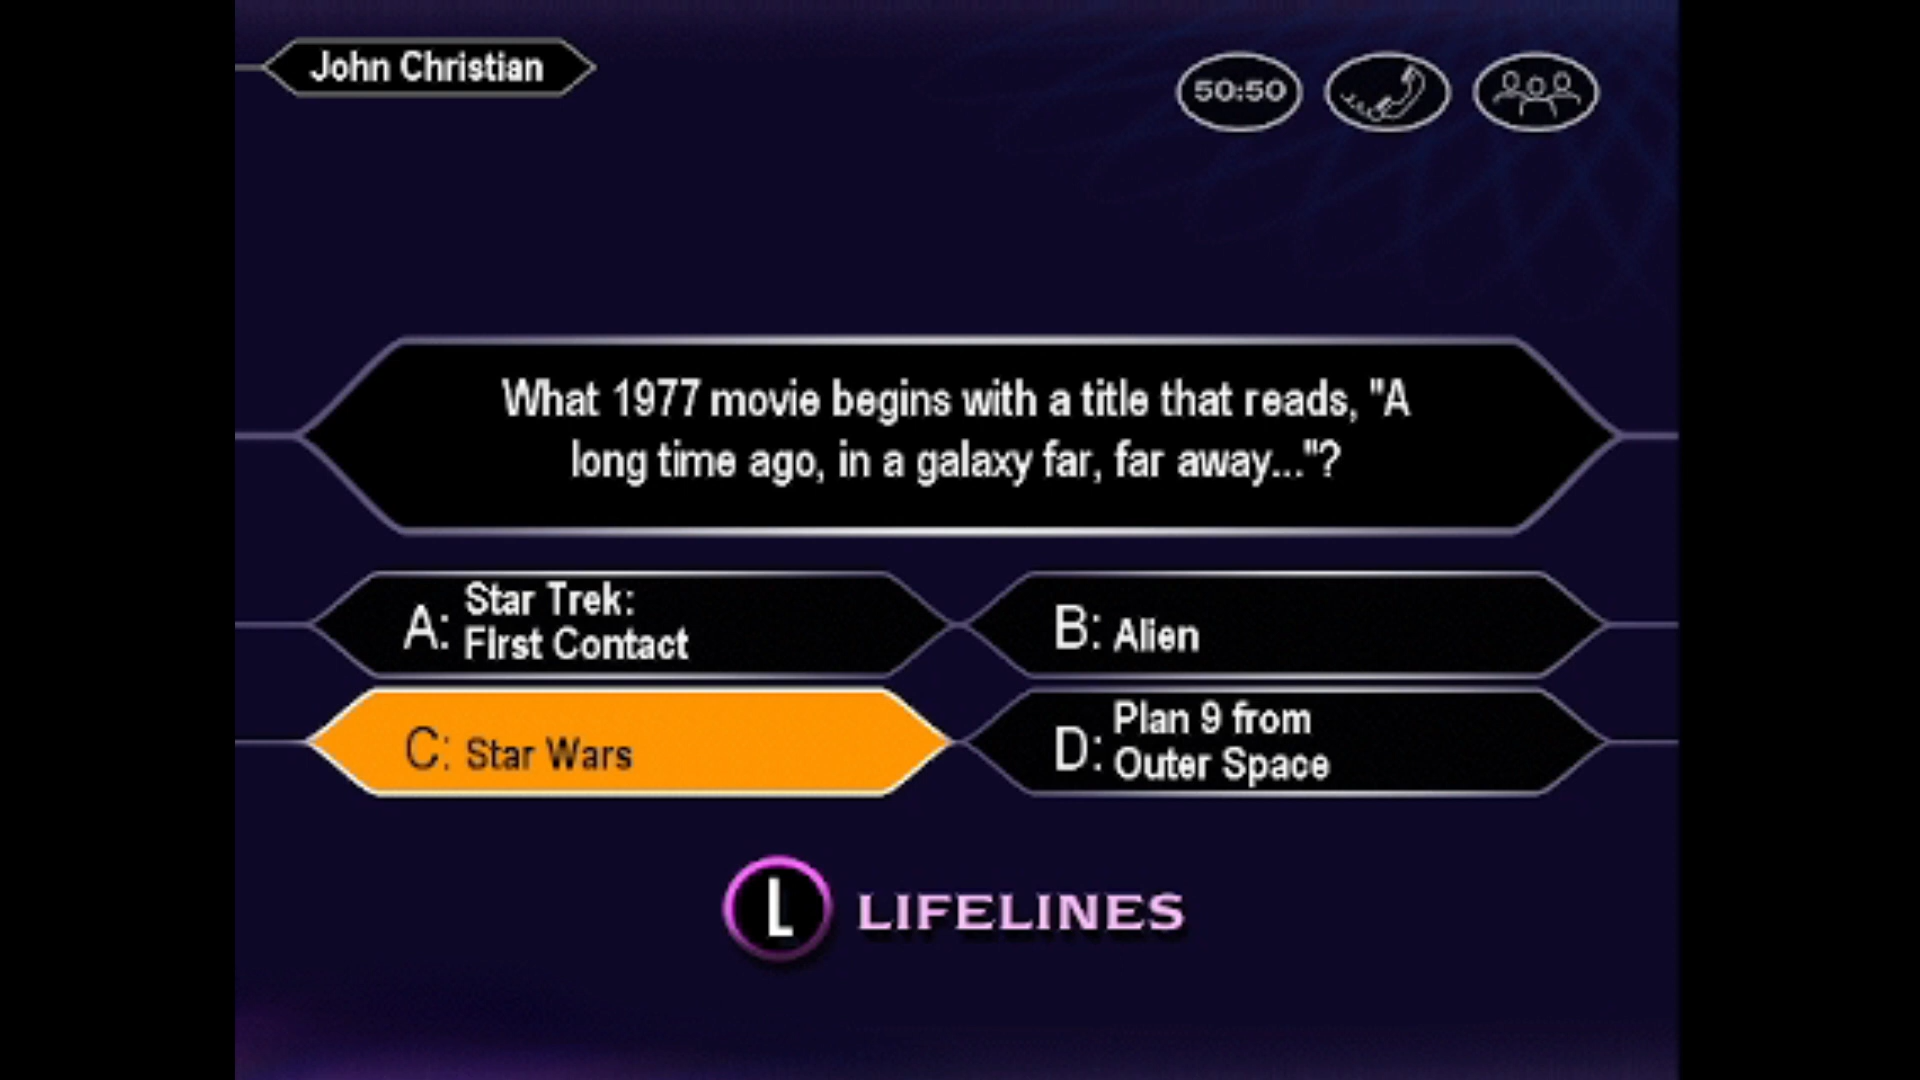 John Christian
50:50
What 1977 movie begins with a title that reads, "A
long time ago, in a galaxy far, far away..."?
A: Star Trek:
First Contact
B: Alien
C: Star Wars
D: Plan 9 from
Outer Space
L LIFELINES